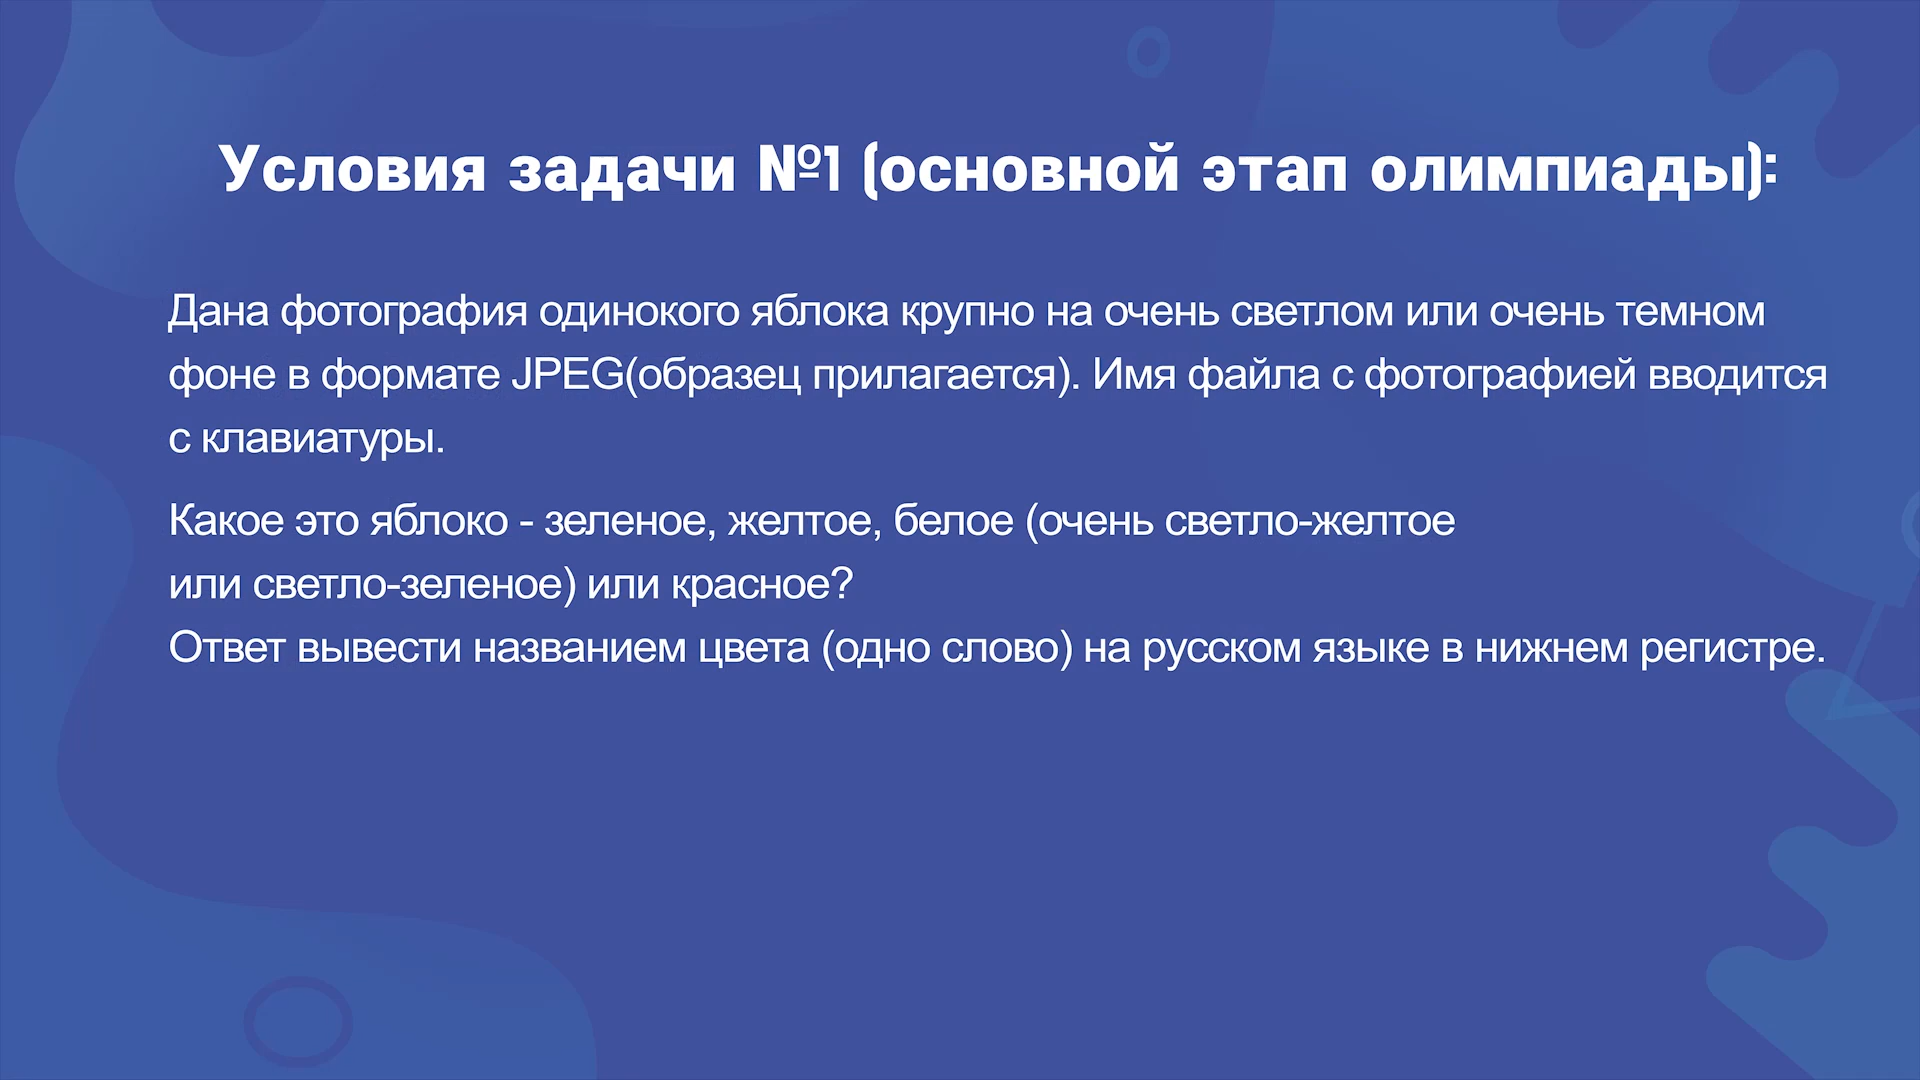 Условия задачи №1 (основной этап олимпиады):
Дана фотография одинокого яблока крупно на очень светлом или очень темном
фоне в формате JPEG(образец прилагается). Имя файла с фотографией вводится
с клавиатуры.
Какое это яблоко - зеленое, желтое, белое (очень светло-желтое
или светло-зеленое) или красное?
Ответ вывести названием цвета (одно слово) на русском языке в нижнем регистре.